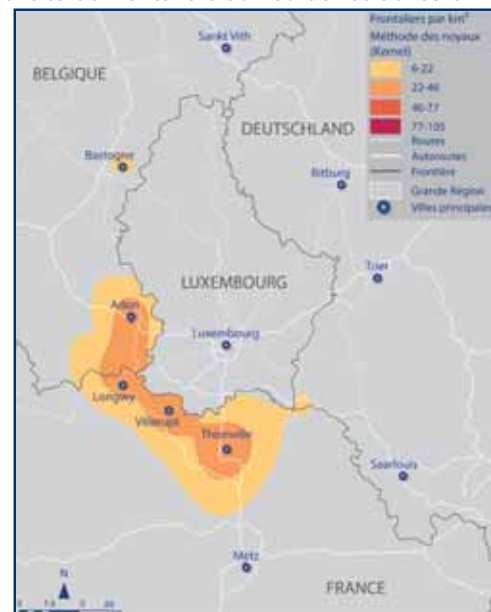 Frontaliers par km²
Méthode des noyaux
(Kernel)
6-22
22-40
40-77
77-105
Routes
Autoroutes
Frontière
Grande Région
Villes principales
Sankt Vith
BELGIQUE
DEUTSCHLAND
Bastogne
Bitburg
LUXEMBOURG
Trier
Arlon
Luxembourg
Longwy
Villerupt
Thionville
Saarlouis
Metz
N
FRANCE